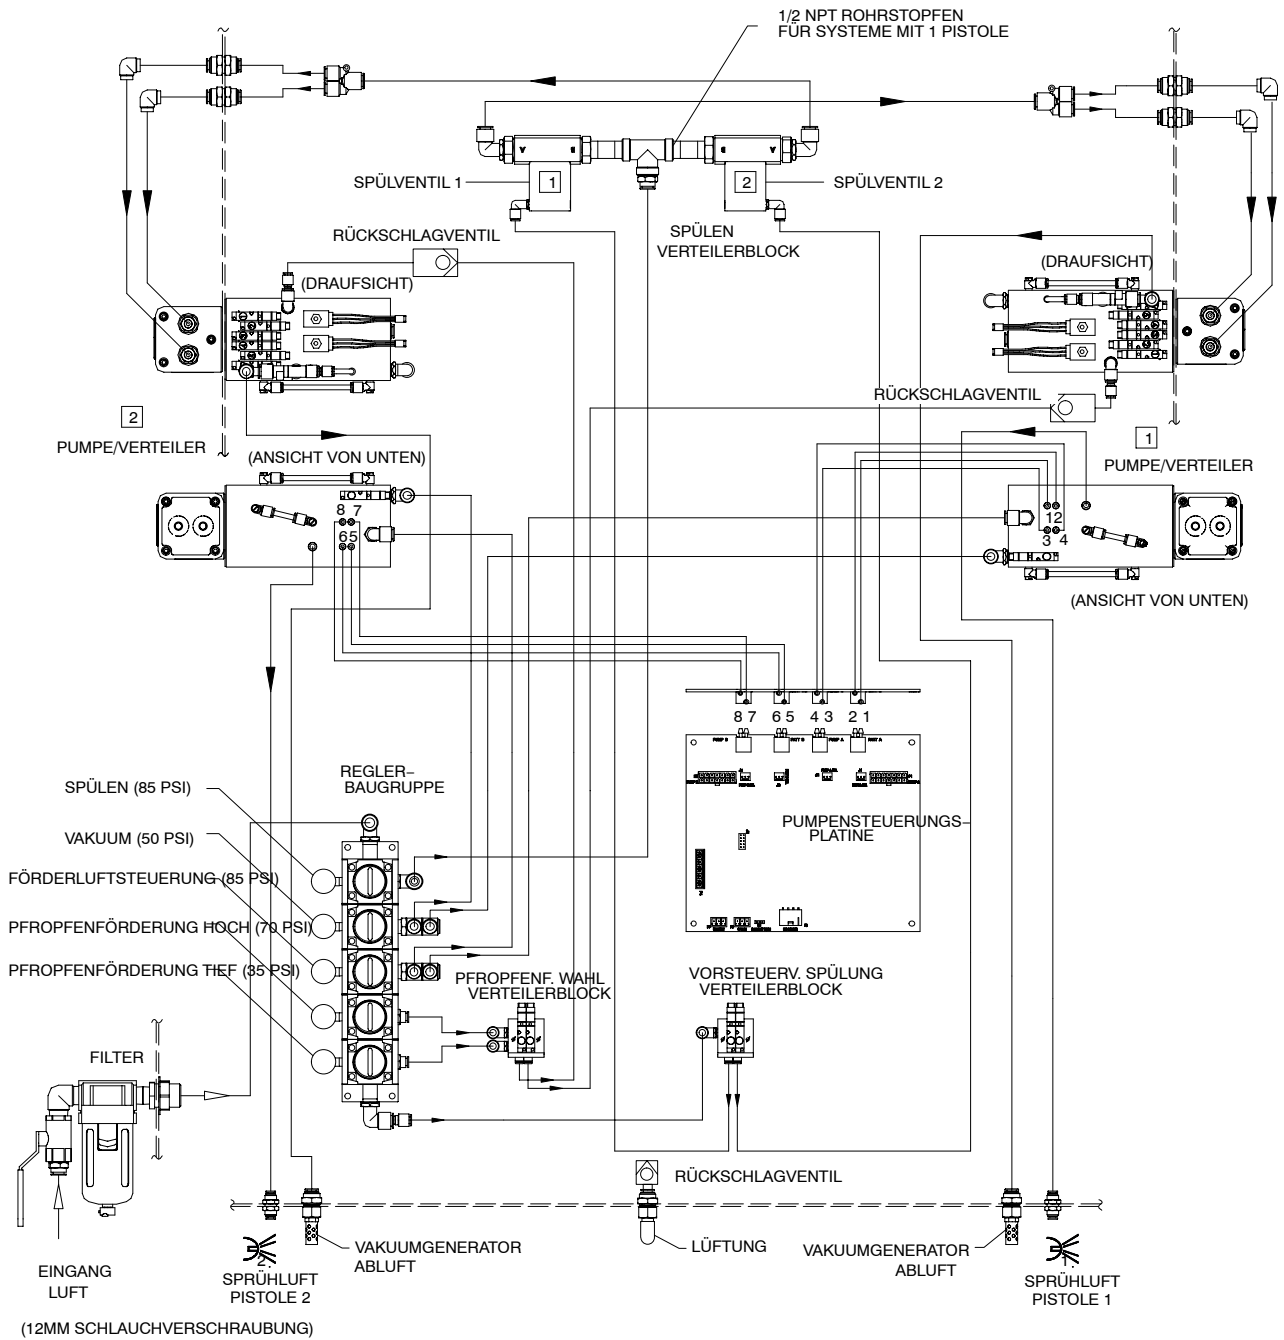 1/2 NPT ROHRSTOPFEN
FÜR SYSTEME MIT 1 PISTOLE
A
B
B
A
SPÜLVENTIL 1
1
2
SPÜLVENTIL 2
SPÜLEN
VERTEILERBLOCK
RÜCKSCHLAGVENTIL
(DRAUFSICHT)
(DRAUFSICHT)
RÜCKSCHLAGVENTIL
2
PUMPE/VERTEILER
1
PUMPE/VERTEILER
(ANSICHT VON UNTEN)
8 7
6 5
1 2
3 4
(ANSICHT VON UNTEN)
8 7 6 5 4 3 2 1
REGLER-
BAUGRUPPE
SPÜLEN (85 PSI)
VAKUUM (50 PSI)
FÖRDERLUFTSTEUERUNG (85 PSI)
PFROPFENFÖRDERUNG HOCH (70 PSI)
PFROPFENFÖRDERUNG TIEF (35 PSI)
PUMPENSTEUERUNGS-
PLATINE
PFROPFENF. WAHL
VERTEILERBLOCK
VORSTEUERV. SPÜLUNG
VERTEILERBLOCK
FILTER
RÜCKSCHLAGVENTIL
LÜFTUNG
VAKUUMGENERATOR
ABLUFT
VAKUUMGENERATOR
ABLUFT
2.
SPRÜHLUFT
PISTOLE 2
1.
SPRÜHLUFT
PISTOLE 1
EINGANG
LUFT
(12MM SCHLAUCHVERSCHRAUBUNG)